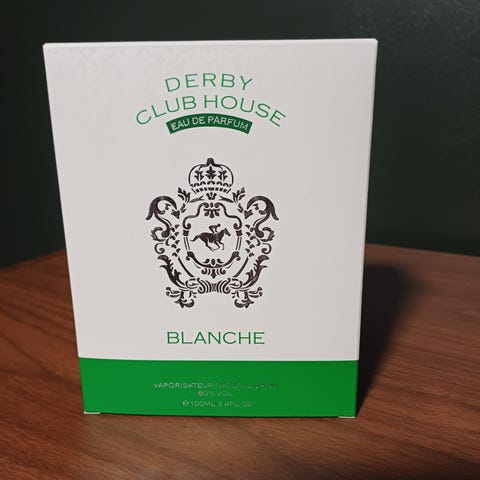 DERBY
CLUB HOUSE
EAU DE PARFUM
BLANCHE
VAPORISATEUR NATURAL SPRAY
80% VOL
℮100ML 3.4FL OZ